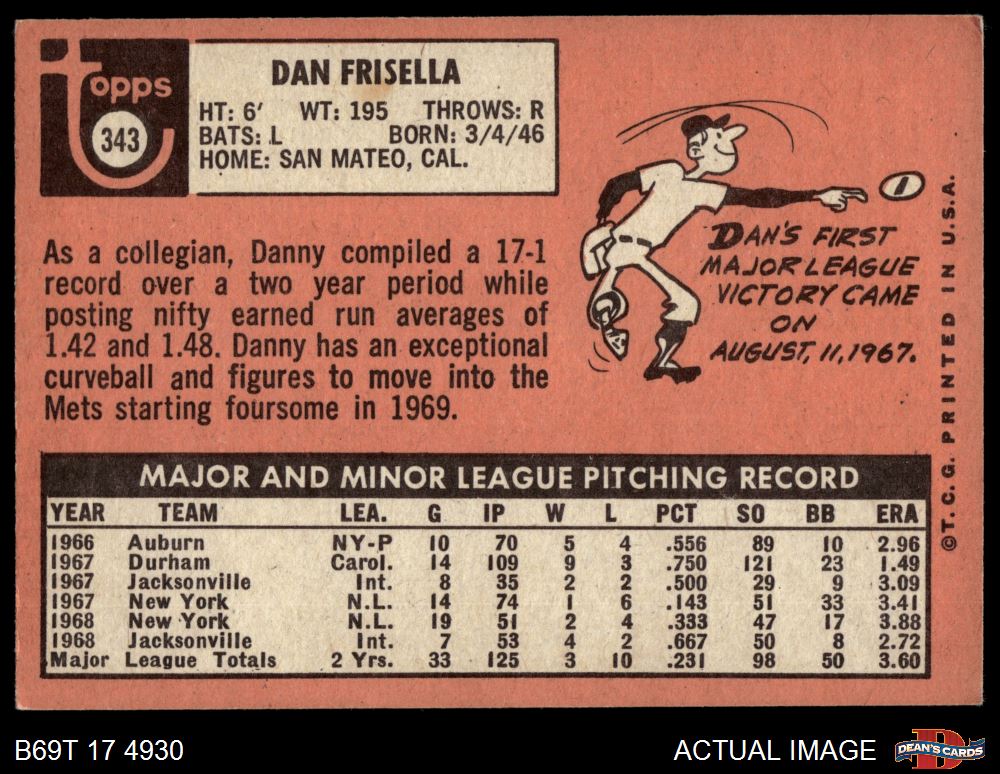 topps
343
DAN FRISELLA
HT: 6' WT: 195 THROWS: R
BATS: L BORN: 3/4/46
HOME: SAN MATEO, CAL.
As a collegian, Danny compiled a 17-1
record over a two year period while
posting nifty earned run averages of
1.42 and 1.48. Danny has an exceptional
curveball and figures to move into the
Mets starting foursome in 1969.
DAN'S FIRST
MAJOR LEAGUE
VICTORY CAME
ON
AUGUST, 11, 1967.
©T. C. G. PRINTED IN U.S.A.
MAJOR AND MINOR LEAGUE PITCHING RECORD
YEAR TEAM LEA. G IP W L PCT SO BB ERA
1966 Auburn NY-P 10 70 5 4 .556 89 10 2.96
1967 Durham Carol. 14 109 9 3 .750 121 23 1.49
1967 Jacksonville Int. 8 35 2 2 .500 29 9 3.09
1967 New York N.L. 14 74 1 6 .143 51 33 3.41
1968 New York N.L. 19 51 2 4 .333 47 17 3.88
1968 Jacksonville Int. 7 53 4 2 .667 50 8 2.72
Major League Totals 2 Yrs. 33 125 3 10 .231 98 50 3.60
B69T 17 4930
ACTUAL IMAGE
D
DEAN'S CARDS